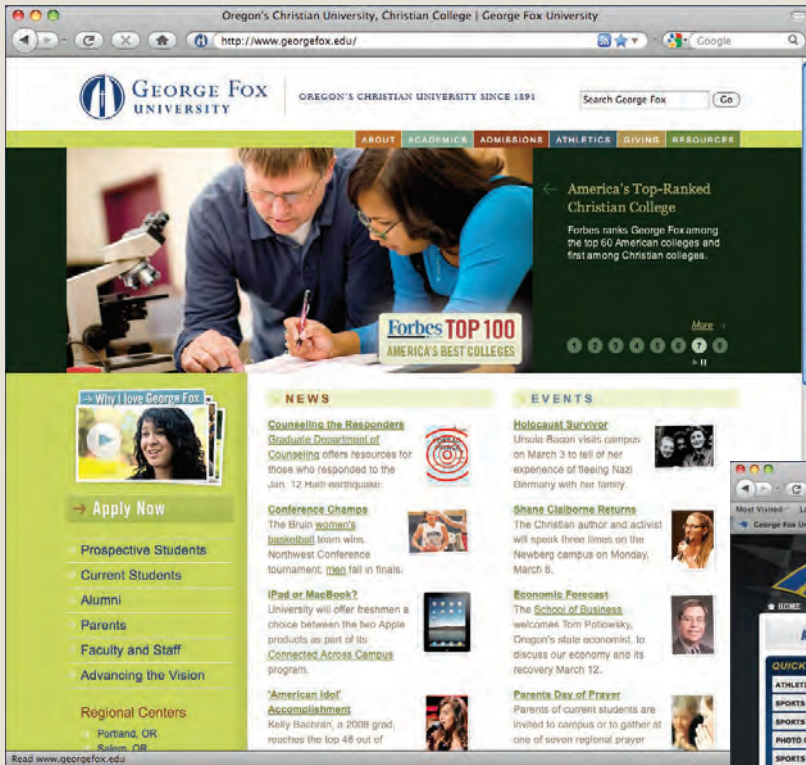 Oregon's Christian University, Christian College | George Fox University
http://www.georgefox.edu/
Google
GEORGE FOX
UNIVERSITY
OREGON'S CHRISTIAN UNIVERSITY SINCE 1891
Search George Fox
Go
ABOUT
ACADEMICS
ADMISSIONS
ATHLETICS
GIVING
RESOURCES
America's Top-Ranked
Christian College
Forbes ranks George Fox among
the top 60 American colleges and
first among Christian colleges.
More
1 2 3 4 5 6 7 8
Forbes TOP 100
AMERICA'S BEST COLLEGES
Why I love George Fox
Apply Now
Prospective Students
Current Students
Alumni
Parents
Faculty and Staff
Advancing the Vision
Regional Centers
Portland, OR
Salem, OR
NEWS
Counseling the Responders
Graduate Department of
Counseling offers resources for
those who responded to the
Jan. 12 Haiti earthquake.
Conference Champs
The Bruin women's
basketball team wins
Northwest Conference
tournament; men fall in finals.
iPad or MacBook?
University will offer freshmen a
choice between the two Apple
products as part of its
Connected Across Campus
program.
'American Idol'
Accomplishment
Kelly Bachran, a 2008 grad,
reaches the top 46 out of
EVENTS
Holocaust Survivor
Ursula Bacon visits campus
on March 3 to tell of her
experience of fleeing Nazi
Germany with her family.
Shane Claiborne Returns
The Christian author and activist
will speak three times on the
Newberg campus on Monday,
March 8.
Economic Forecast
The School of Business
welcomes Tom Potiowsky,
Oregon's state economist, to
discuss our economy and its
recovery March 12.
Parents Day of Prayer
Parents of current students are
invited to campus or to gather at
one of seven regional prayer
Read www.georgefox.edu
Most Visited
George Fox Un
HOME
A
QUICK
ATHLETI
SPORTS
SPORTS
PHOTO
SPORTS